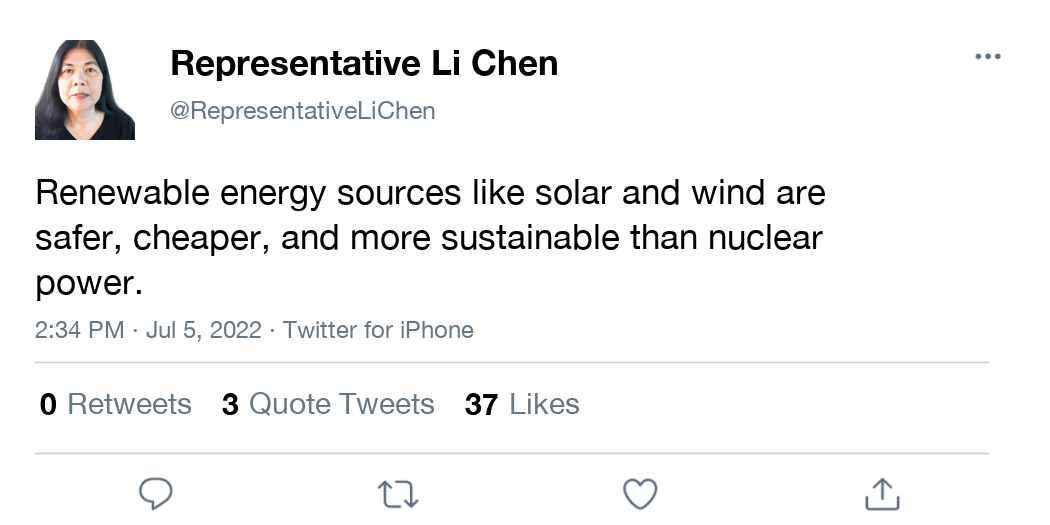 Representative Li Chen
@RepresentativeLiChen
Renewable energy sources like solar and wind are
safer, cheaper, and more sustainable than nuclear
power.
2:34 PM · Jul 5, 2022 · Twitter for iPhone
0 Retweets 3 Quote Tweets 37 Likes